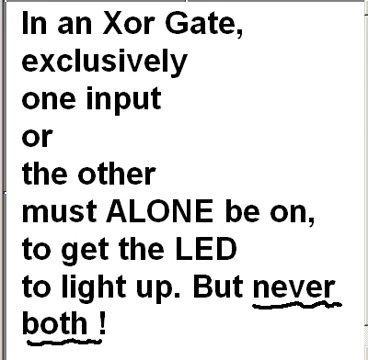 In an Xor Gate,
exclusively
one input
or
the other
must ALONE be on,
to get the LED
to light up. But never
both !